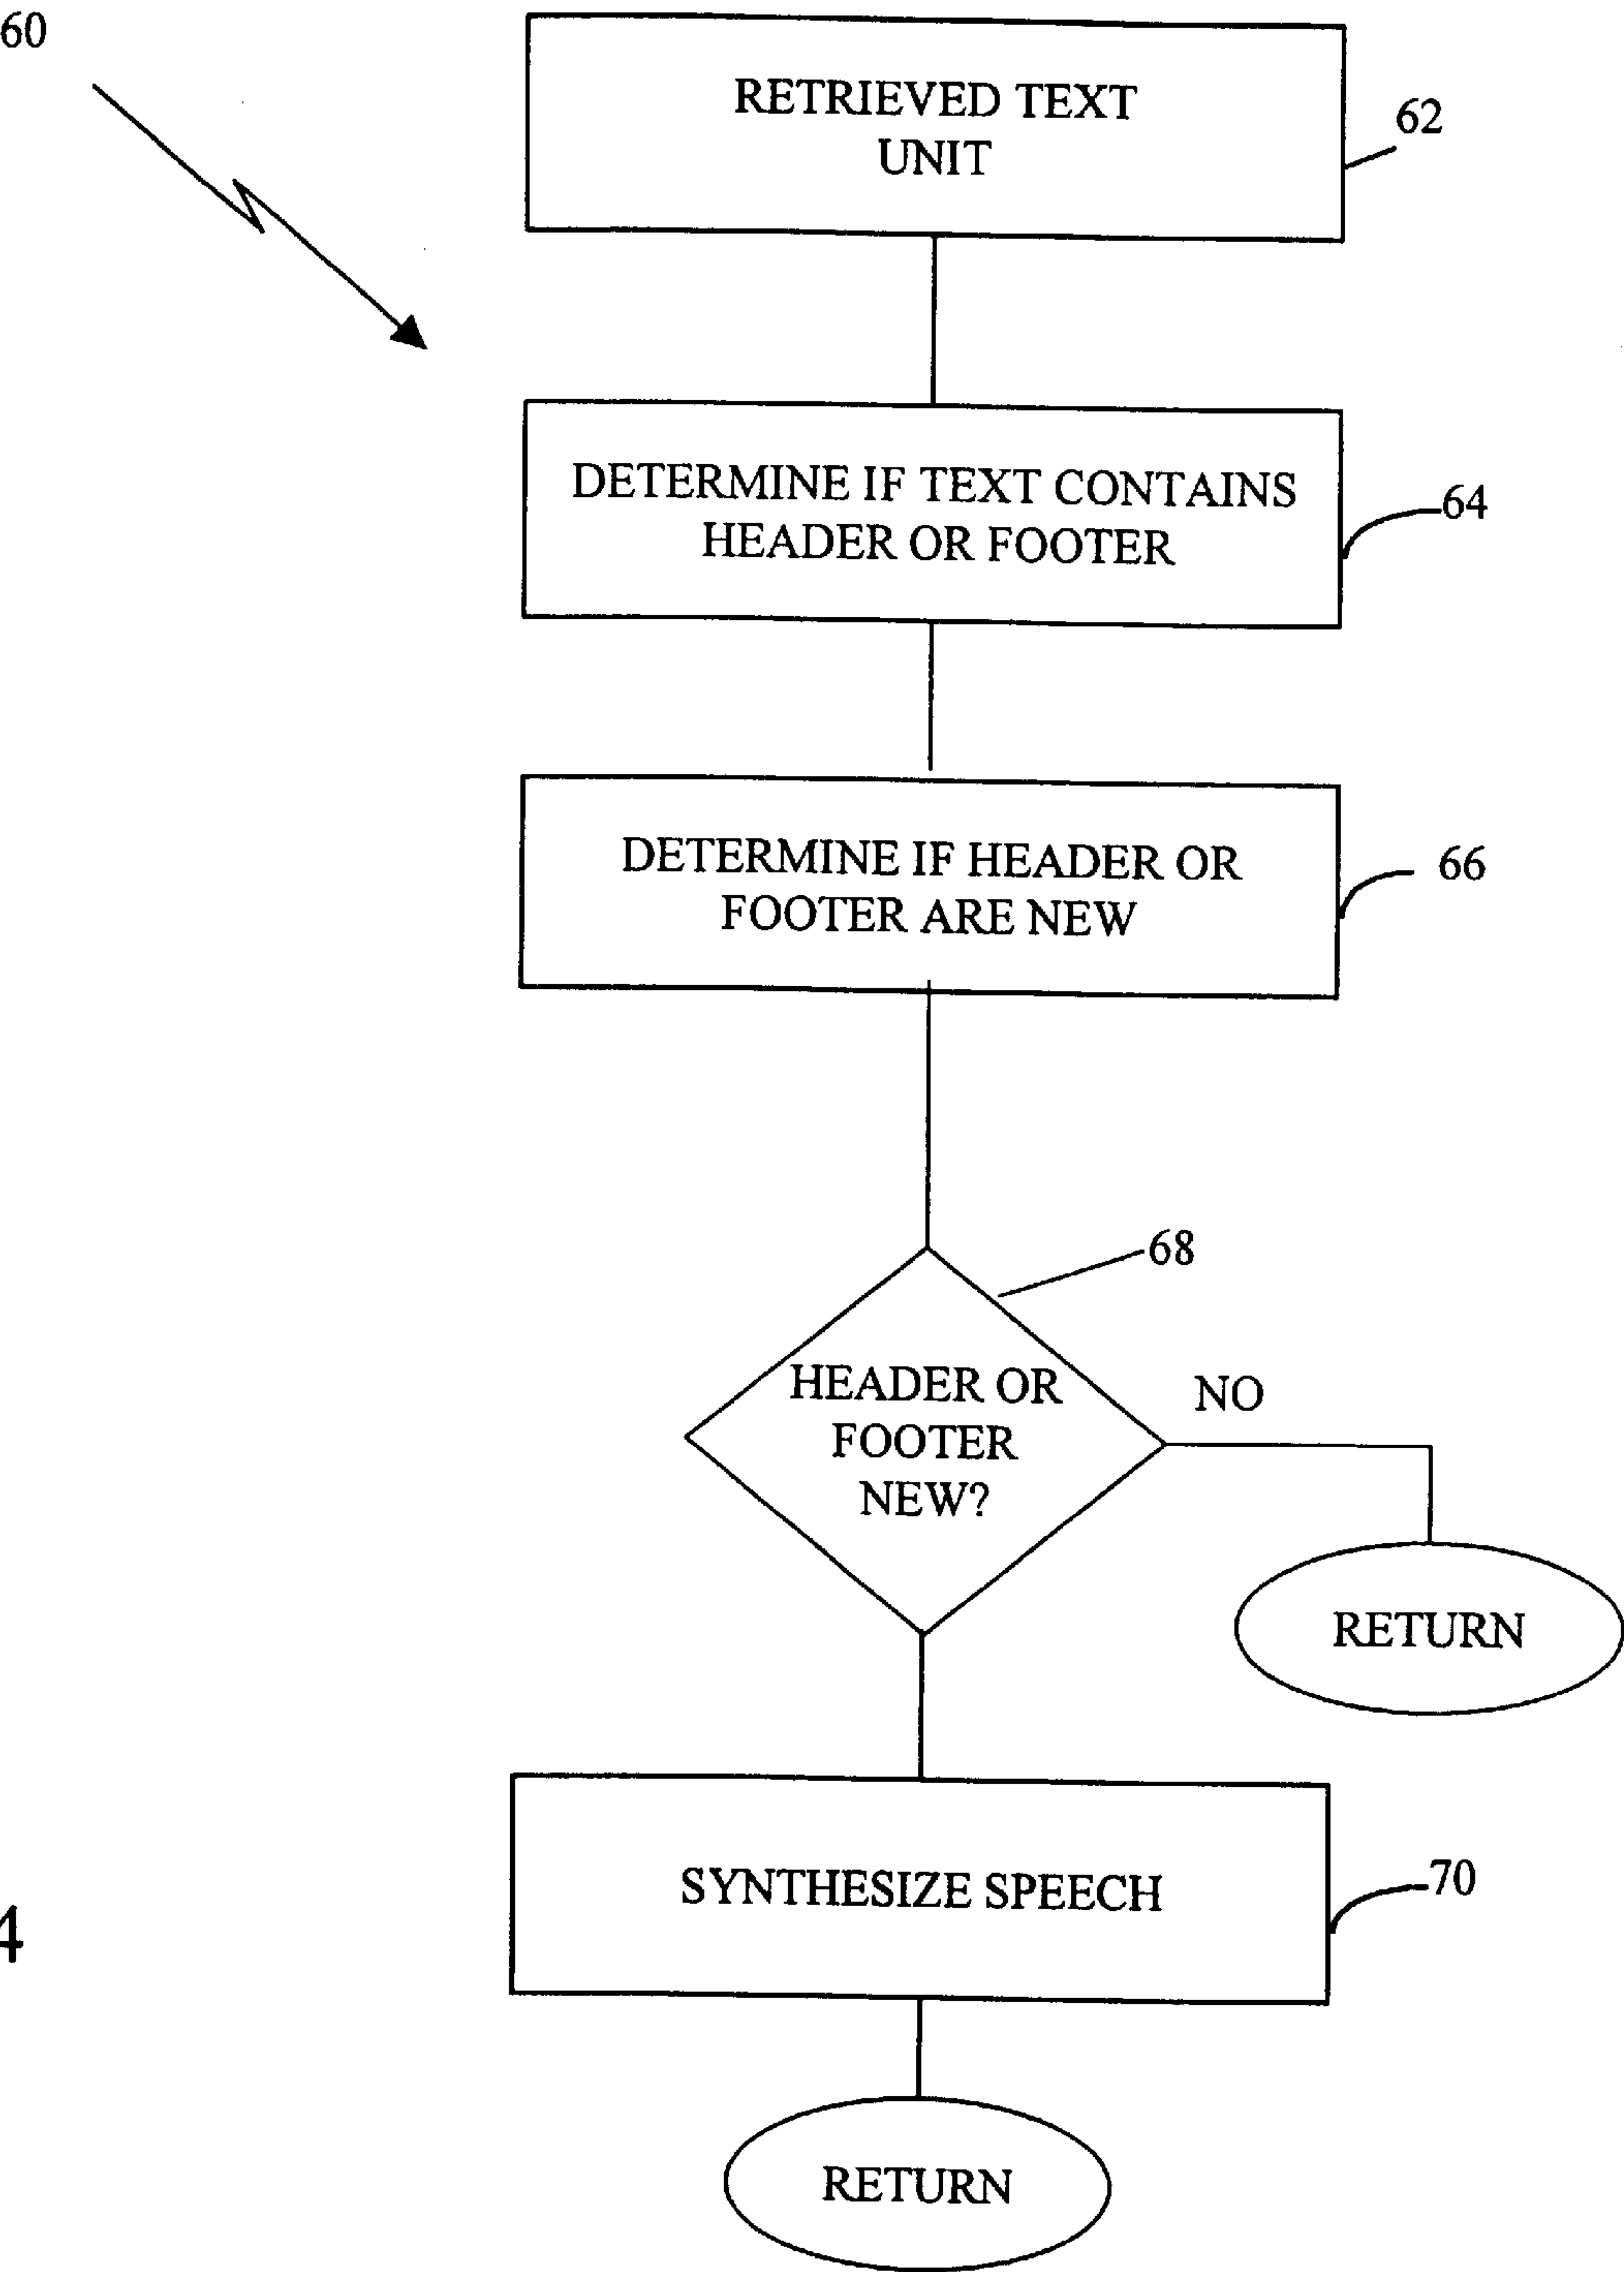 60
RETRIEVED TEXT
UNIT
62
DETERMINE IF TEXT CONTAINS
HEADER OR FOOTER
64
DETERMINE IF HEADER OR
FOOTER ARE NEW
66
68
HEADER OR
FOOTER
NEW?
NO
RETURN
SYNTHESIZE SPEECH
70
4
RETURN